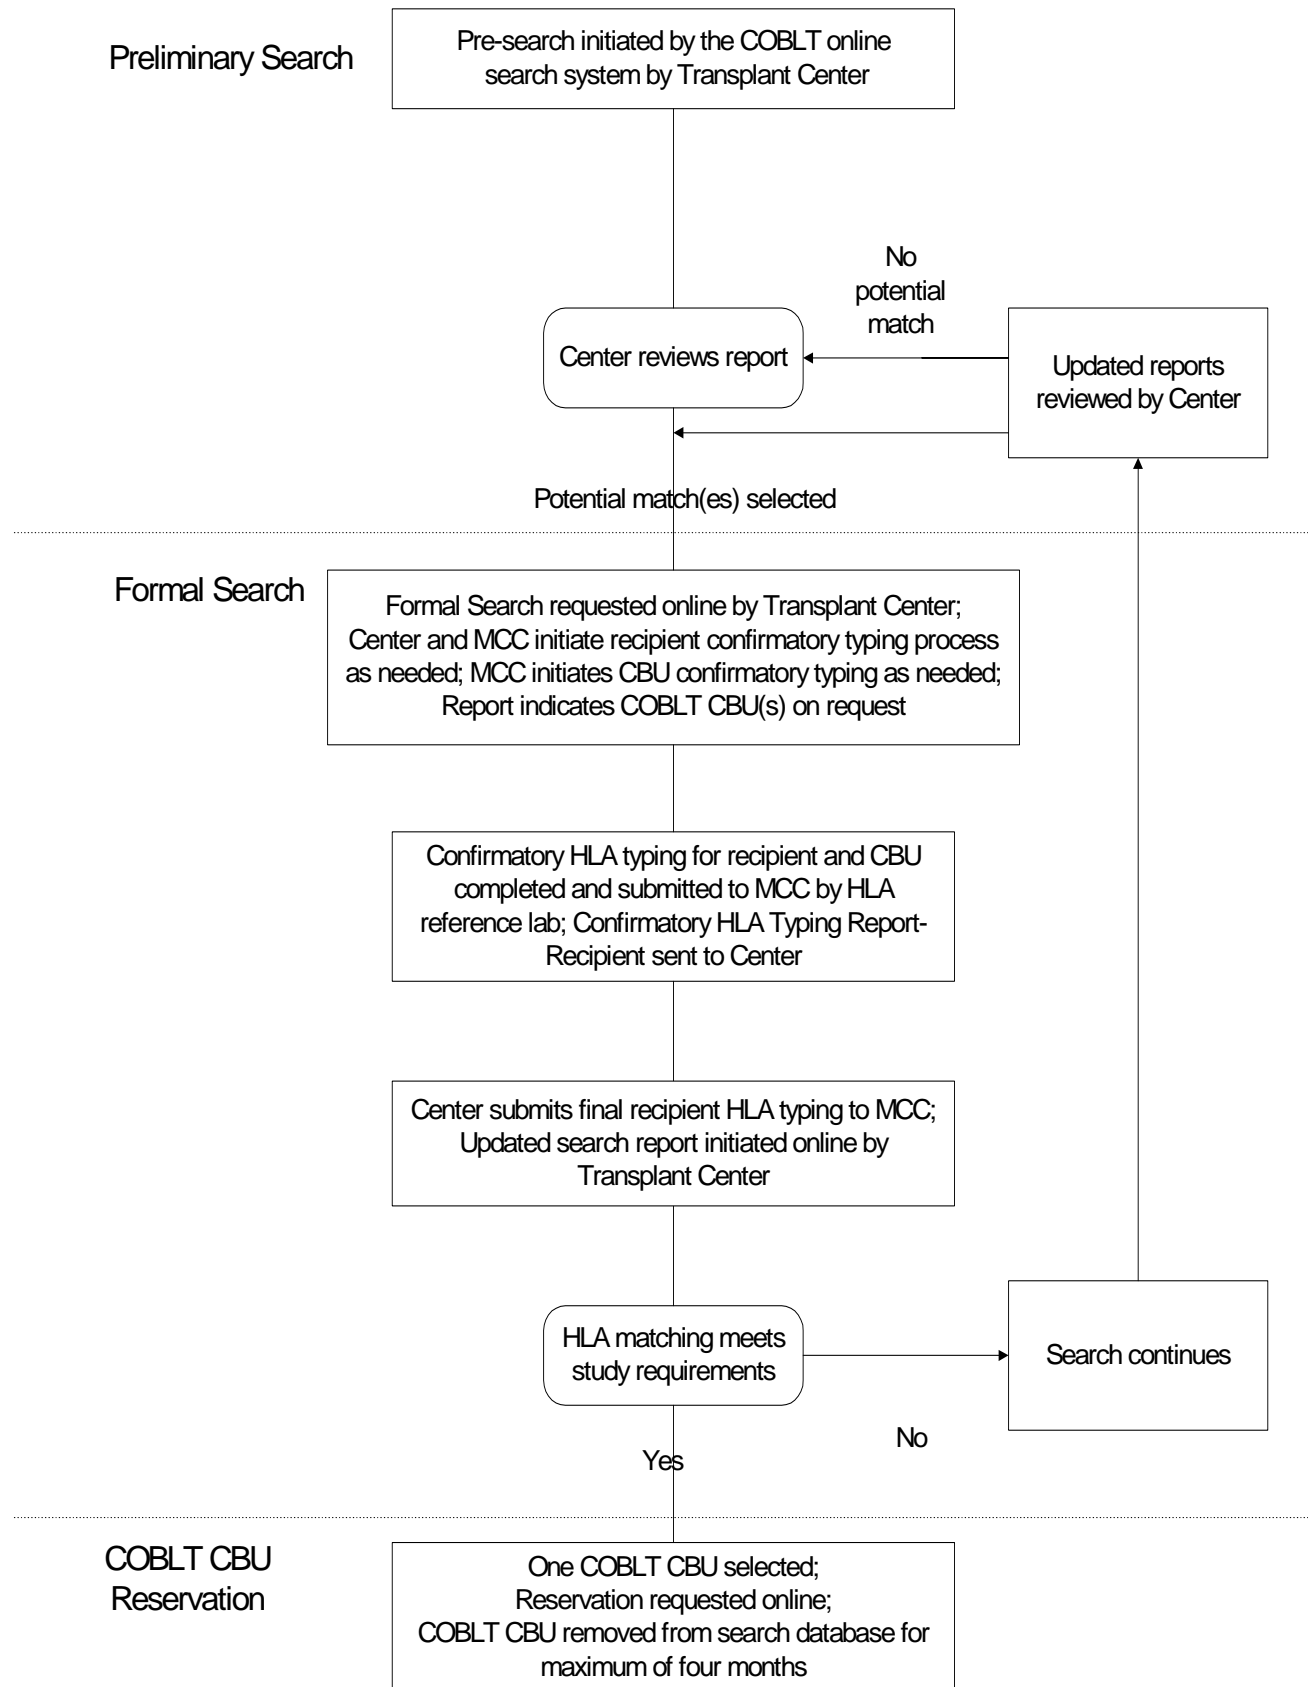 Preliminary Search
Pre-search initiated by the COBLT online
search system by Transplant Center
No
potential
match
Center reviews report
Updated reports
reviewed by Center
Potential match(es) selected
Formal Search
Formal Search requested online by Transplant Center;
Center and MCC initiate recipient confirmatory typing process
as needed; MCC initiates CBU confirmatory typing as needed;
Report indicates COBLT CBU(s) on request
Confirmatory HLA typing for recipient and CBU
completed and submitted to MCC by HLA
reference lab; Confirmatory HLA Typing Report-
Recipient sent to Center
Center submits final recipient HLA typing to MCC;
Updated search report initiated online by
Transplant Center
HLA matching meets
study requirements
Search continues
No
Yes
COBLT CBU
Reservation
One COBLT CBU selected;
Reservation requested online;
COBLT CBU removed from search database for
maximum of four months